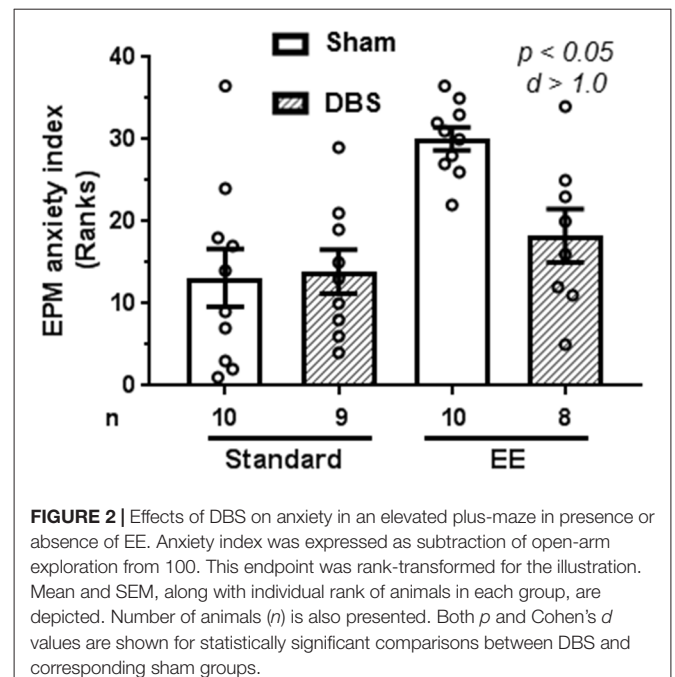 Sham
DBS
p < 0.05
d > 1.0
EPM anxiety index
(Ranks)
40
30
20
10
0
n 10 9 10 8
Standard EE
FIGURE 2 | Effects of DBS on anxiety in an elevated plus-maze in presence or
absence of EE. Anxiety index was expressed as subtraction of open-arm
exploration from 100. This endpoint was rank-transformed for the illustration.
Mean and SEM, along with individual rank of animals in each group, are
depicted. Number of animals (n) is also presented. Both p and Cohen's d
values are shown for statistically significant comparisons between DBS and
corresponding sham groups.